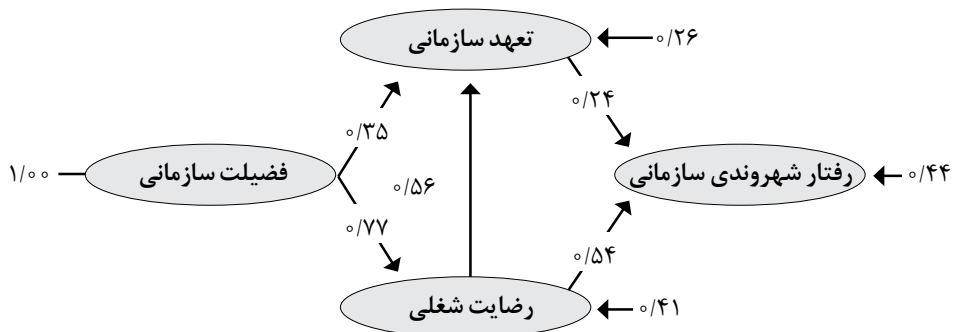 تعهد سازمانی
۰/۲۶
۰/۳۵
۰/۲۴
۱/۰۰
فضیلت سازمانی
۰/۵۶
رفتار شهروندی سازمانی
۰/۴۴
۰/۷۷
۰/۵۴
رضایت شغلی
۰/۴۱